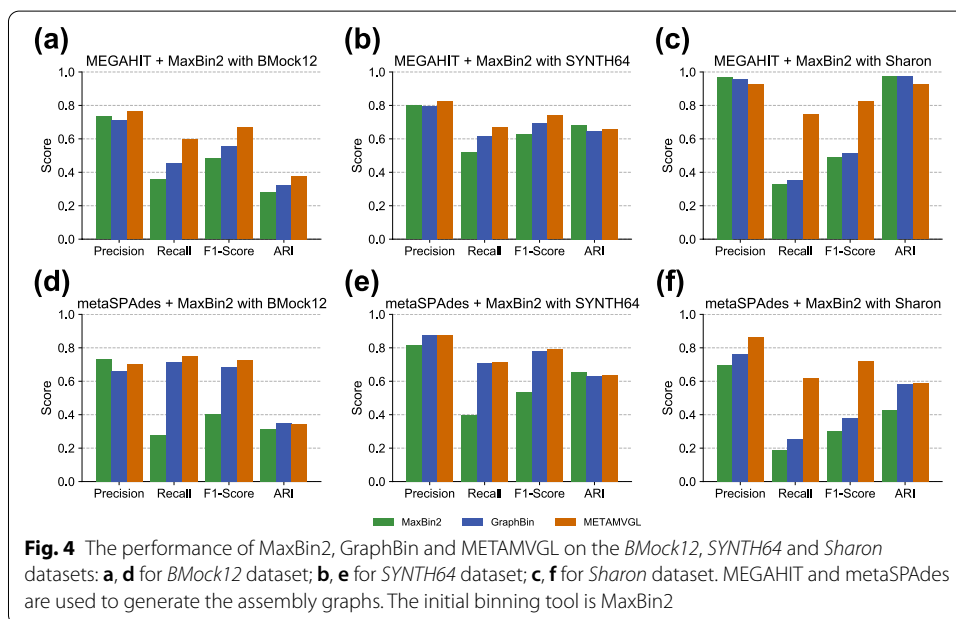 (a)
MEGAHIT + MaxBin2 with BMock12
1.0
0.8
0.6
0.4
0.2
0.0
Score
Precision Recall F1-Score ARI
(b)
MEGAHIT + MaxBin2 with SYNTH64
1.0
0.8
0.6
0.4
0.2
0.0
Score
Precision Recall F1-Score ARI
(c)
MEGAHIT + MaxBin2 with Sharon
1.0
0.8
0.6
0.4
0.2
0.0
Score
Precision Recall F1-Score ARI
(d)
metaSPAdes + MaxBin2 with BMock12
1.0
0.8
0.6
0.4
0.2
0.0
Score
Precision Recall F1-Score ARI
(e)
metaSPAdes + MaxBin2 with SYNTH64
1.0
0.8
0.6
0.4
0.2
0.0
Score
Precision Recall F1-Score ARI
(f)
metaSPAdes + MaxBin2 with Sharon
1.0
0.8
0.6
0.4
0.2
0.0
Score
Precision Recall F1-Score ARI
MaxBin2 GraphBin METAMVGL
Fig. 4 The performance of MaxBin2, GraphBin and METAMVGL on the BMock12, SYNTH64 and Sharon
datasets: a, d for BMock12 dataset; b, e for SYNTH64 dataset; c, f for Sharon dataset. MEGAHIT and metaSPAdes
are used to generate the assembly graphs. The initial binning tool is MaxBin2